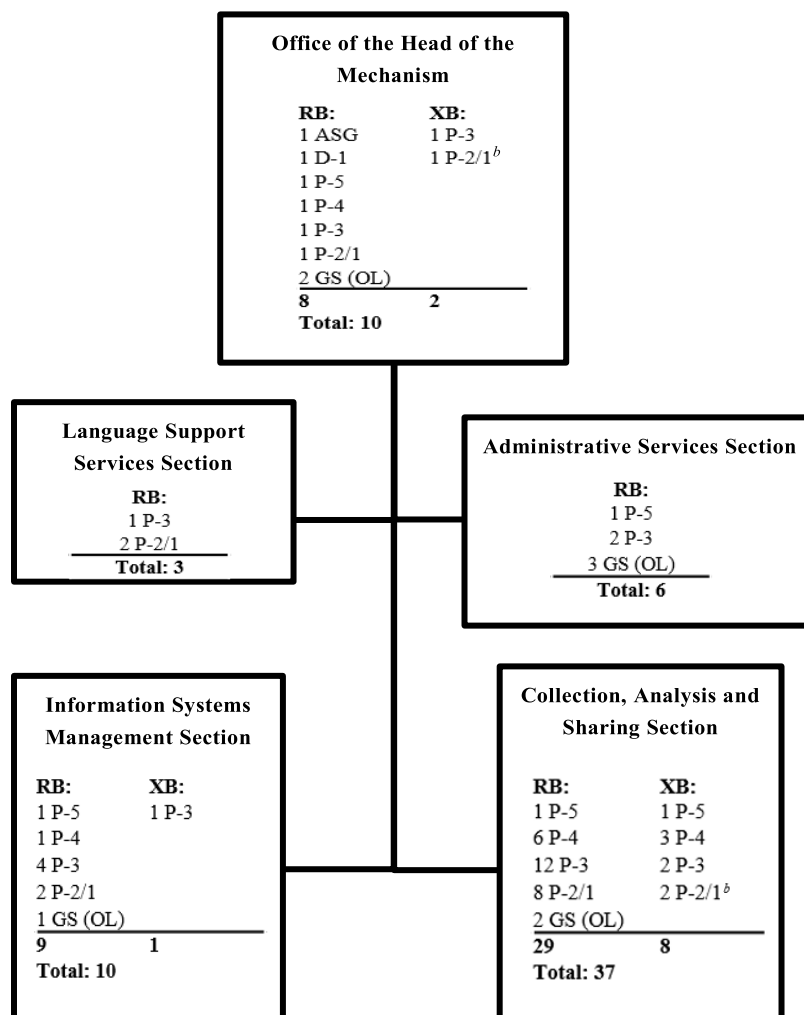 Office of the Head of the
Mechanism
RB: XB:
1 ASG 1 P-3
1 D-1 1 P-2/1b
1 P-5
1 P-4
1 P-3
1 P-2/1
2 GS (OL)
8 2
Total: 10
Language Support
Services Section
RB:
1 P-3
2 P-2/1
Total: 3
Administrative Services Section
RB:
1 P-5
2 P-3
3 GS (OL)
Total: 6
Information Systems
Management Section
RB: XB:
1 P-5 1 P-3
1 P-4
4 P-3
2 P-2/1
1 GS (OL)
9 1
Total: 10
Collection, Analysis and
Sharing Section
RB: XB:
1 P-5 1 P-5
6 P-4 3 P-4
12 P-3 2 P-3
8 P-2/1 2 P-2/1b
2 GS (OL)
29 8
Total: 37